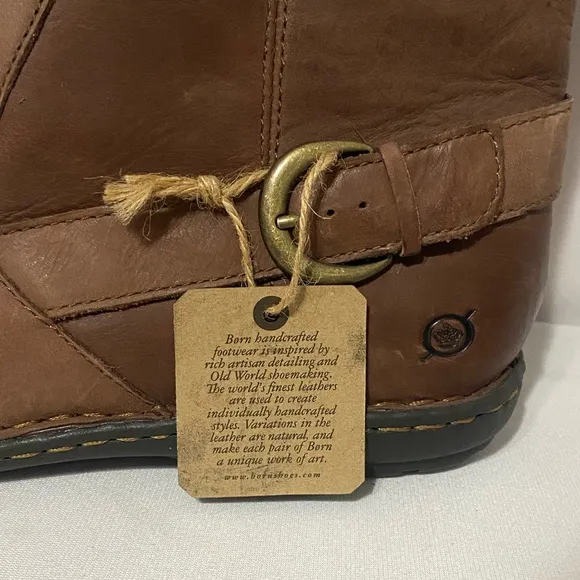 Børn handcrafted
footwear is inspired by
rich artisan detailing and
Old World shoemaking.
The world's finest leathers
are used to create
individually handcrafted
styles. Variations in the
leather are natural, and
make each pair of Børn
a unique work of art.
www.bornshoes.com